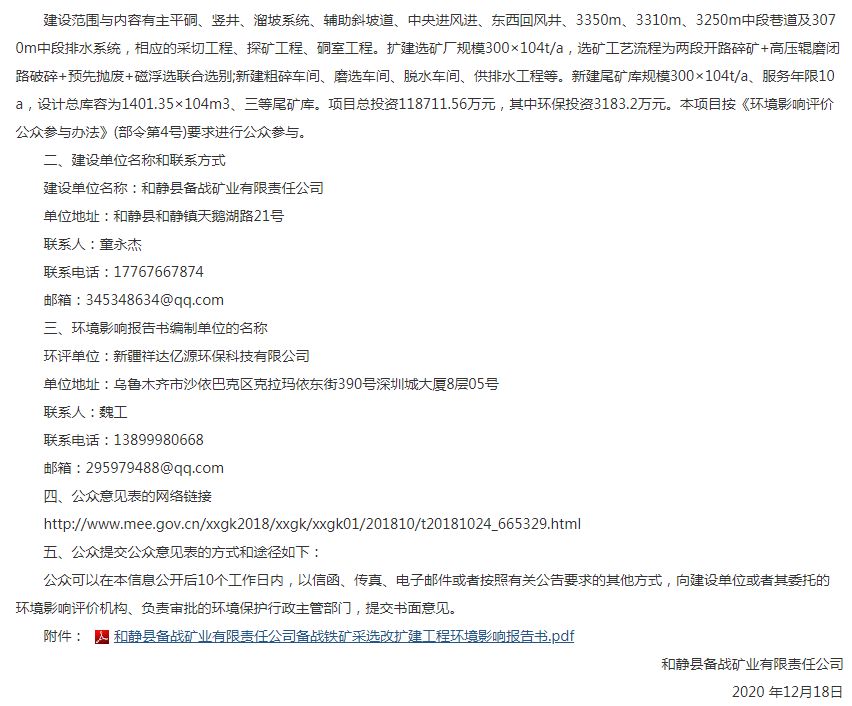 建设范围与内容有主平硐、竖井、溜坡系统、辅助斜坡道、中央进风进、东西回风井、3350m、3310m、3250m中段巷道及307
0m中段排水系统，相应的采切工程、探矿工程、硐室工程。扩建选矿厂规模300×104t/a，选矿工艺流程为两段开路碎矿+高压辊磨闭
路破碎+预先抛废+磁浮选联合选别;新建粗碎车间、磨选车间、脱水车间、供排水工程等。新建尾矿库规模300×104t/a、服务年限10
a，设计总库容为1401.35×104m3、三等尾矿库。项目总投资118711.56万元，其中环保投资3183.2万元。本项目按《环境影响评价
公众参与办法》(部令第4号)要求进行公众参与。
二、建设单位名称和联系方式
建设单位名称：和静县备战矿业有限责任公司
单位地址：和静县和静镇天鹅湖路21号
联系人：童永杰
联系电话：17767667874
邮箱：345348634@qq.com
三、环境影响报告书编制单位的名称
环评单位：新疆祥达亿源环保科技有限公司
单位地址：乌鲁木齐市沙依巴克区克拉玛依东街390号深圳城大厦8层05号
联系人：魏工
联系电话：13899980668
邮箱：295979488@qq.com
四、公众意见表的网络链接
http://www.mee.gov.cn/xxgk2018/xxgk/xxgk01/201810/t20181024_665329.html
五、公众提交公众意见表的方式和途径如下：
公众可以在本信息公开后10个工作日内，以信函、传真、电子邮件或者按照有关公告要求的其他方式，向建设单位或者其委托的
环境影响评价机构、负责审批的环境保护行政主管部门，提交书面意见。
附件： 和静县备战矿业有限责任公司备战铁矿采选改扩建工程环境影响报告书.pdf
和静县备战矿业有限责任公司
2020 年12月18日